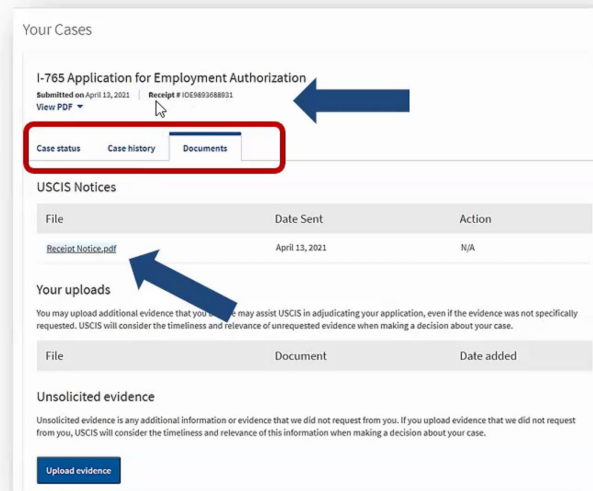 Your Cases
I-765 Application for Employment Authorization
Submitted on April 13, 2021 Receipt # IOE9893688931
View PDF
Case status Case history Documents
USCIS Notices
File Date Sent Action
Receipt Notice.pdf April 13, 2021 N/A
Your uploads
You may upload additional evidence that you may assist USCIS in adjudicating your application, even if the evidence was not specifically
requested. USCIS will consider the timeliness and relevance of unrequested evidence when making a decision about your case.
File Document Date added
Unsolicited evidence
Unsolicited evidence is any additional information or evidence that we did not request from you. If you upload evidence that we did not request
from you, USCIS will consider the timeliness and relevance of this information when making a decision about your case.
Upload evidence